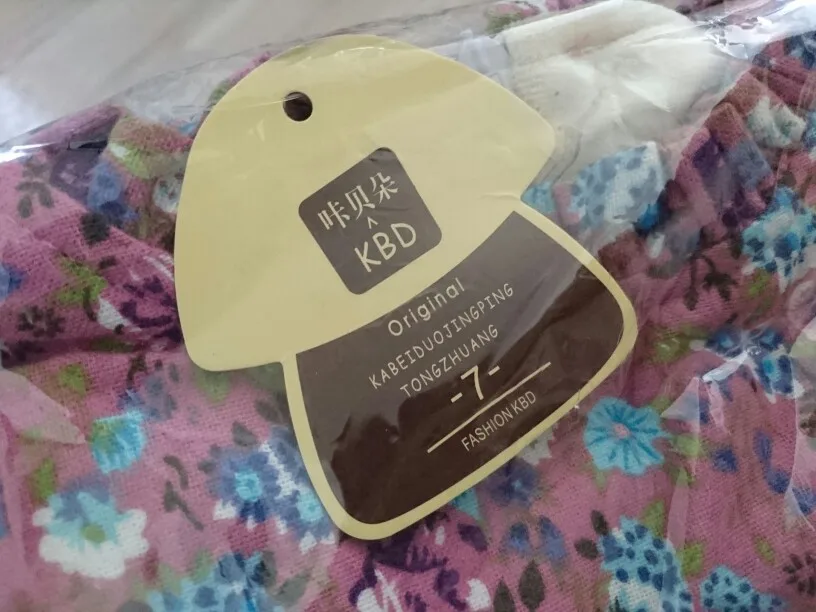 咔贝朵
KBD
Original
KABEIDUOJINGPING
TONGZHUANG
-7-
FASHION KBD